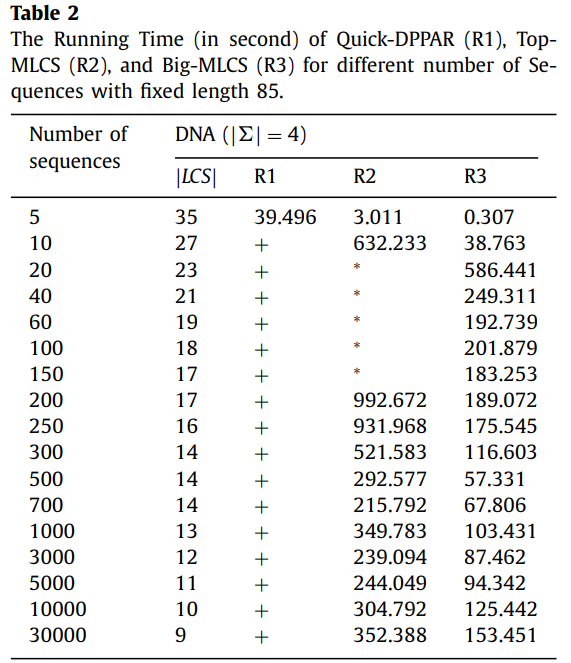 Table 2
The Running Time (in second) of Quick-DPPAR (R1), Top-
MLCS (R2), and Big-MLCS (R3) for different number of Se-
quences with fixed length 85.
Number of DNA (|Σ| = 4)
sequences
|LCS| R1 R2 R3
5 35 39.496 3.011 0.307
10 27 + 632.233 38.763
20 23 + * 586.441
40 21 + * 249.311
60 19 + * 192.739
100 18 + * 201.879
150 17 + * 183.253
200 17 + 992.672 189.072
250 16 + 931.968 175.545
300 14 + 521.583 116.603
500 14 + 292.577 57.331
700 14 + 215.792 67.806
1000 13 + 349.783 103.431
3000 12 + 239.094 87.462
5000 11 + 244.049 94.342
10000 10 + 304.792 125.442
30000 9 + 352.388 153.451